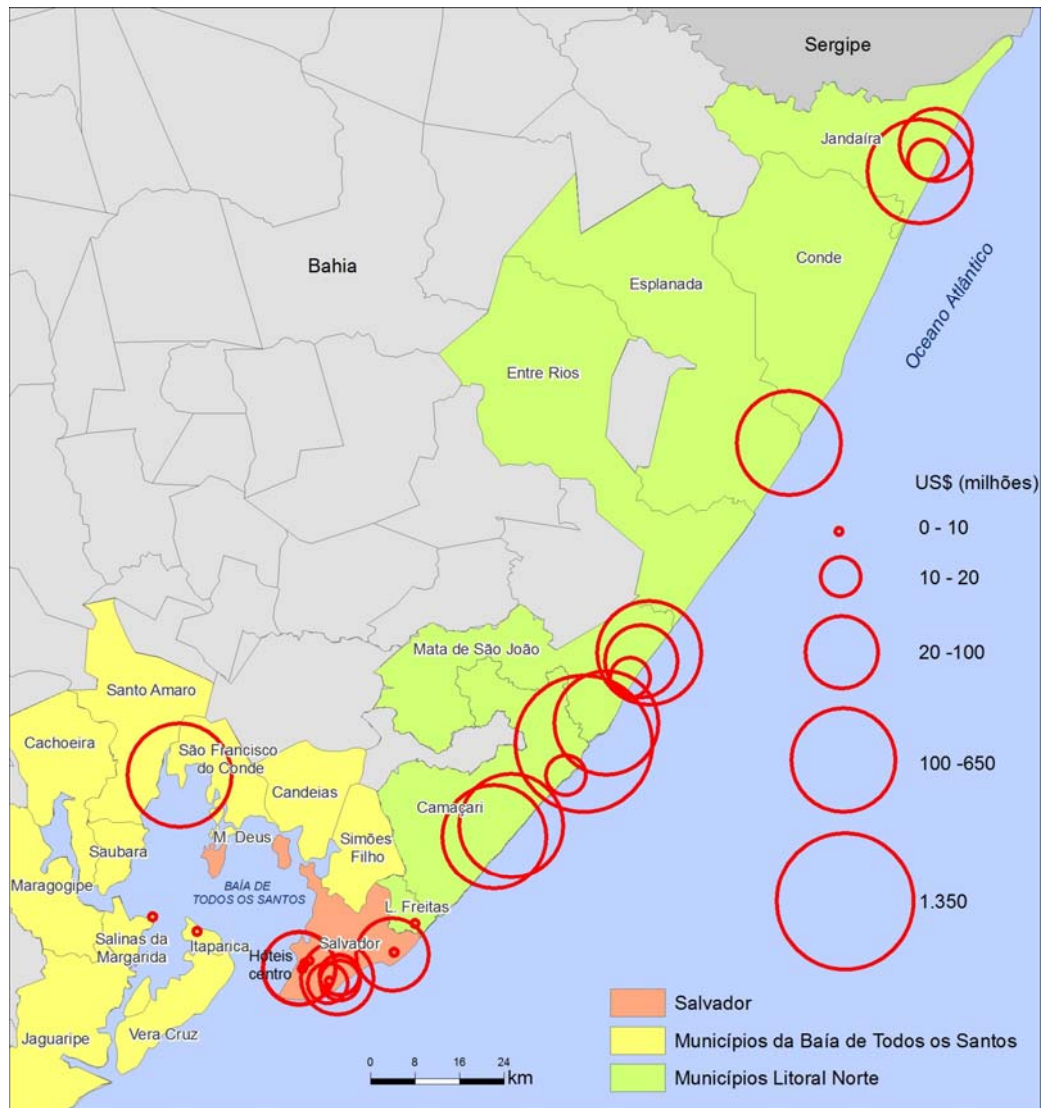 Sergipe
Jandaíra
Bahia
Conde
Esplanada
Oceano Atlântico
Entre Rios
US$ (milhões)
0 - 10
10 - 20
20 -100
100 -650
1.350
Mata de São João
Santo Amaro
Cachoeira
São Francisco
do Conde
Candeias
Camaçari
M. Deus
Simões
Filho
Saubara
Maragogipe
BAÍA DE
TODOS OS SANTOS
L. Freitas
Salinas da
Margarida
Itaparica
Hóteis
centro
Salvador
Jaguaripe
Vera Cruz
0 4 8 16 24
km
Salvador
Municípios da Baía de Todos os Santos
Municípios Litoral Norte